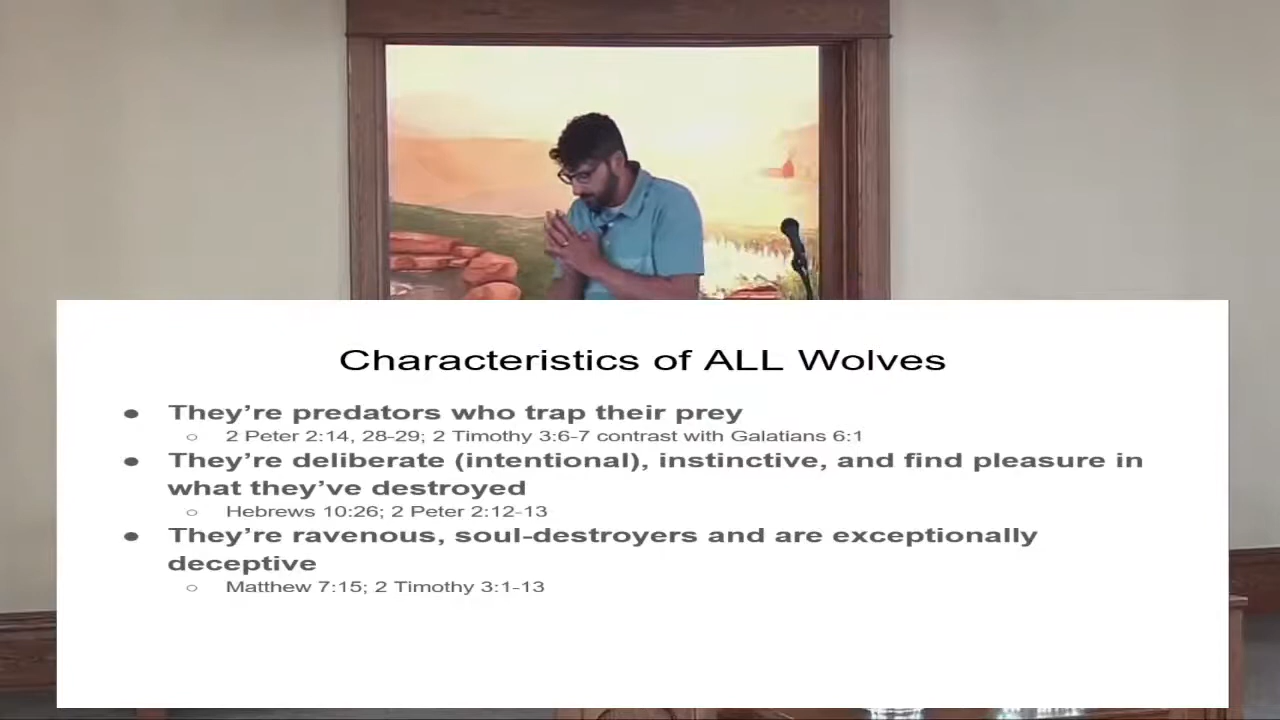 Characteristics of ALL Wolves
● They’re predators who trap their prey
○ 2 Peter 2:14, 28-29; 2 Timothy 3:6-7 contrast with Galatians 6:1
● They’re deliberate (intentional), instinctive, and find pleasure in
what they’ve destroyed
○ Hebrews 10:26; 2 Peter 2:12-13
● They’re ravenous, soul-destroyers and are exceptionally
deceptive
○ Matthew 7:15; 2 Timothy 3:1-13